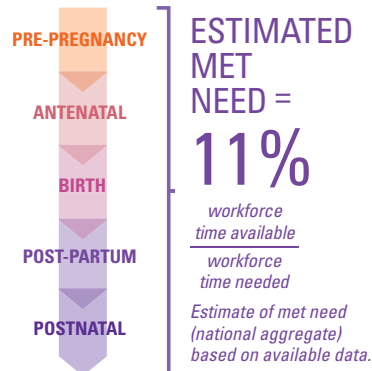 PRE-PREGNANCY
ANTENATAL
BIRTH
POST-PARTUM
POSTNATAL
ESTIMATED
MET
NEED =
11%
workforce
time available
workforce
time needed
Estimate of met need
(national aggregate)
based on available data.